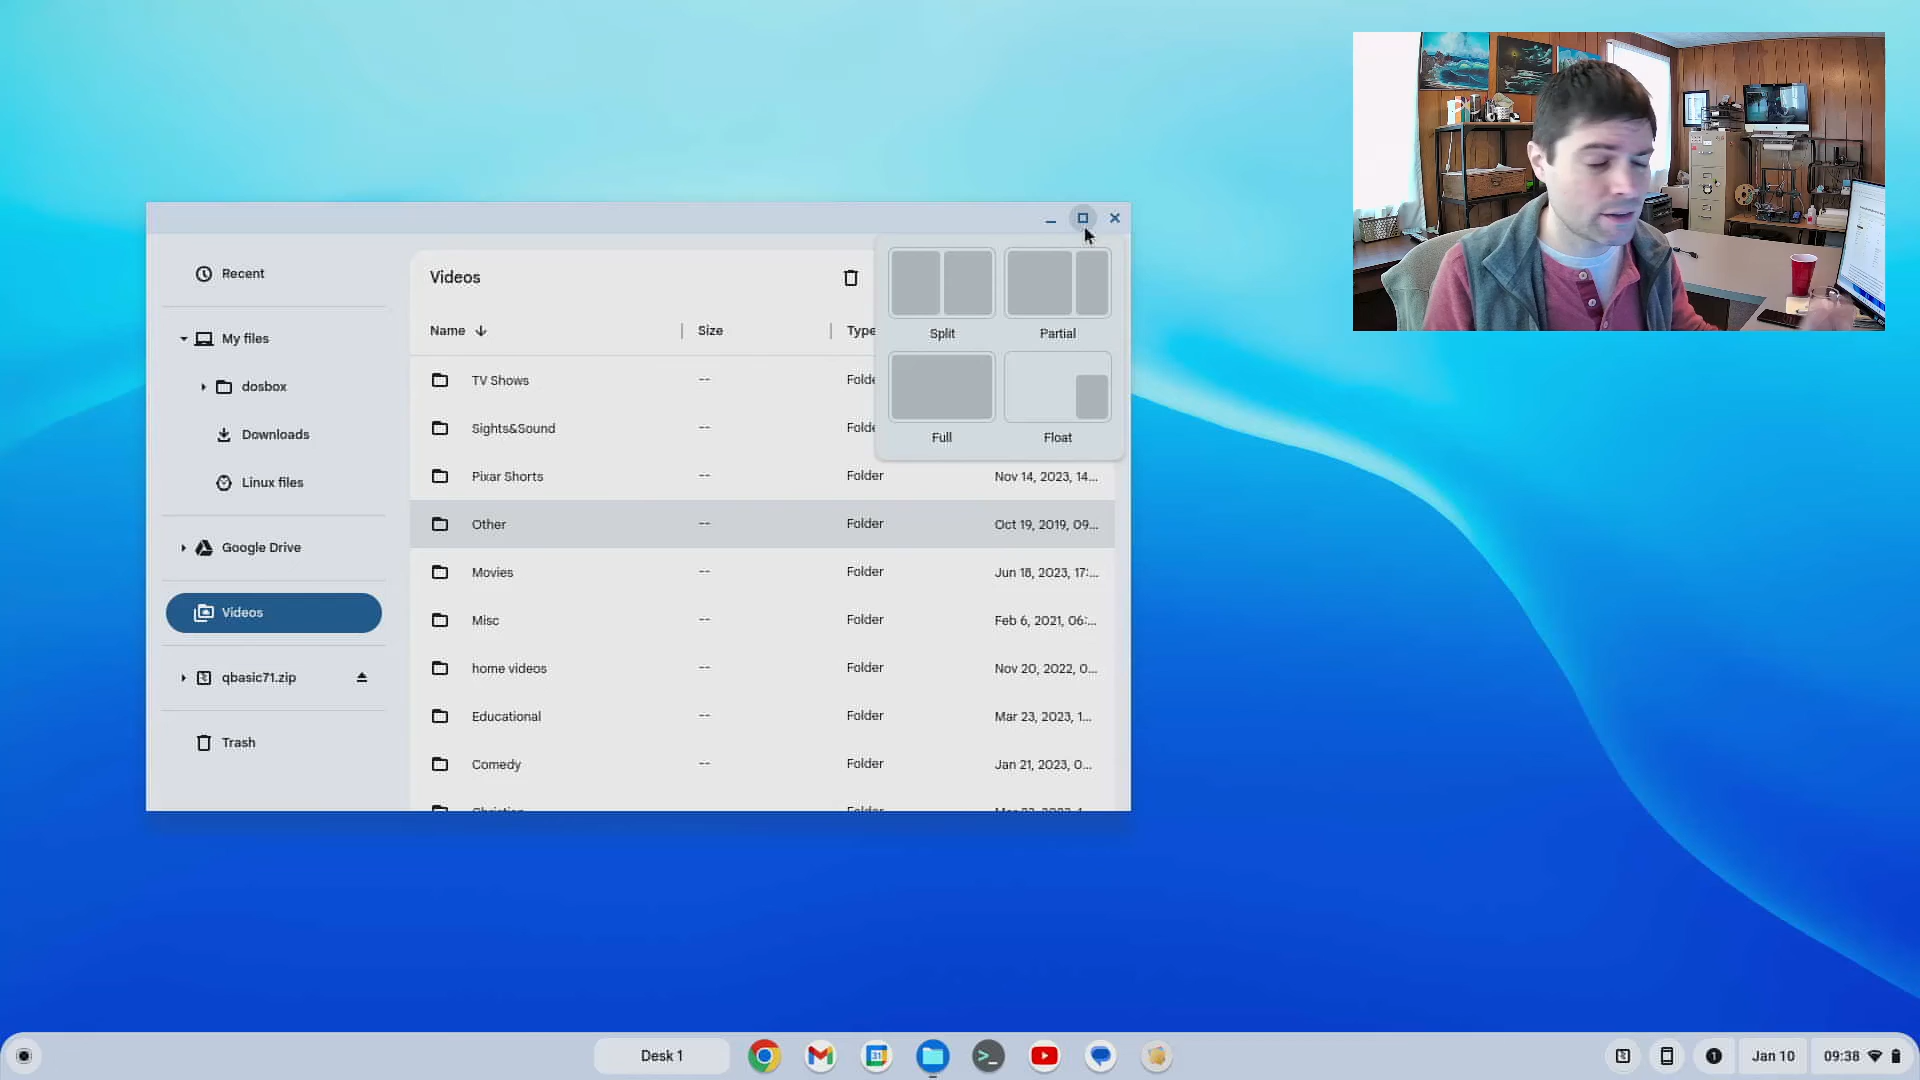 Recent
My files
dosbox
Downloads
Linux files
Google Drive
Videos
qbasic71.zip
Trash
Videos
Name Size Type
TV Shows -- Folde
Sights&Sound -- Folde
Pixar Shorts -- Folder Nov 14, 2023, 14...
Other -- Folder Oct 19, 2019, 09...
Movies -- Folder Jun 18, 2023, 17:...
Misc -- Folder Feb 6, 2021, 06:...
home videos -- Folder Nov 20, 2022, 0...
Educational -- Folder Mar 23, 2023, 1...
Comedy -- Folder Jan 21, 2023, 0...
Split Partial
Full Float
Desk 1
31
>_
1
Jan 10
09:38